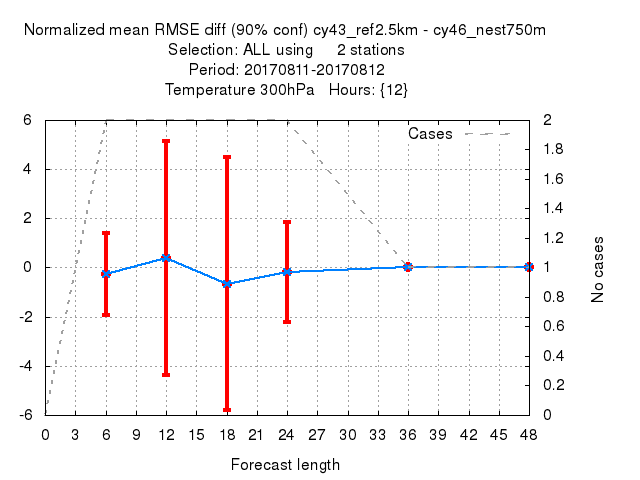 Normalized mean RMSE diff (90% conf) cy43_ref2.5km - cy46_nest750m
Selection: ALL using     2 stations
Period: 20170811-20170812
Temperature 300hPa   Hours: {12}
Cases
6
4
2
0
-2
-4
-6
2
1.8
1.6
1.4
1.2
1
0.8
0.6
0.4
0.2
0
No cases
0 3 6 9 12 15 18 21 24 27 30 33 36 39 42 45 48
Forecast length